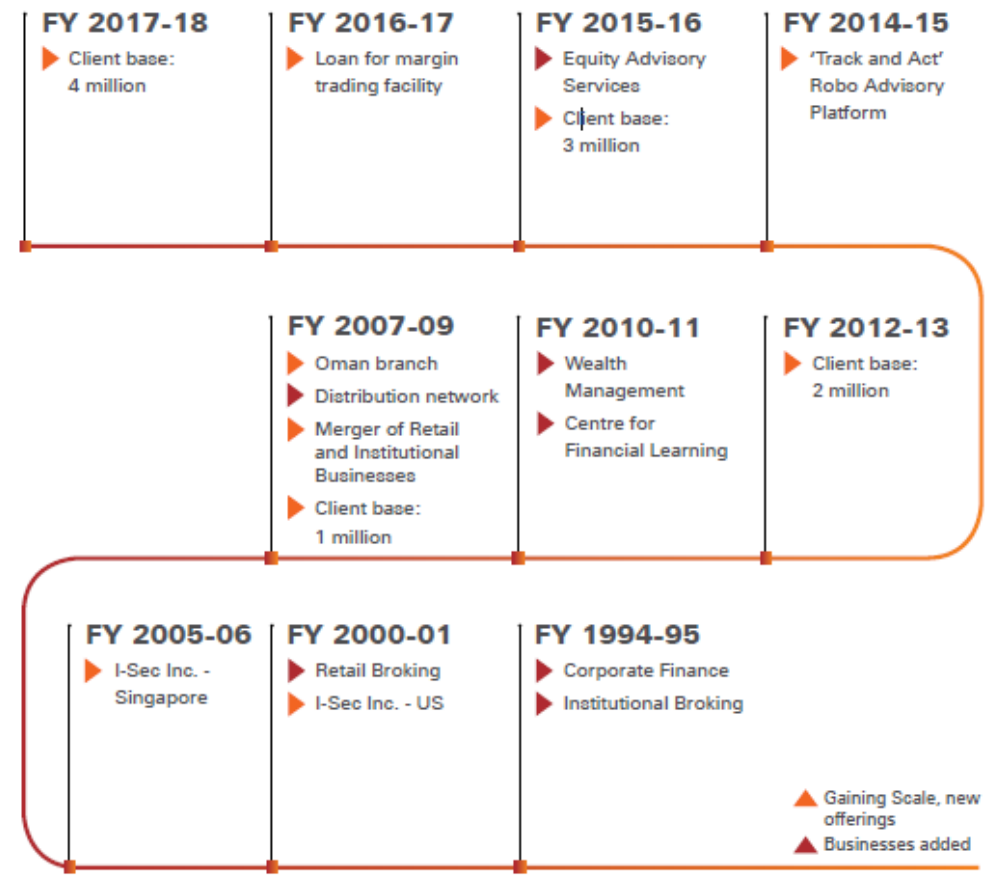 FY 2017-18
Client base:
4 million
FY 2016-17
Loan for margin
trading facility
FY 2015-16
Equity Advisory
Services
Client base:
3 million
FY 2014-15
‘Track and Act’
Robo Advisory
Platform
FY 2007-09
Oman branch
Distribution network
Merger of Retail
and Institutional
Businesses
Client base:
1 million
FY 2010-11
Wealth
Management
Centre for
Financial Learning
FY 2012-13
Client base:
2 million
FY 2005-06
I-Sec Inc. -
Singapore
FY 2000-01
Retail Broking
I-Sec Inc. - US
FY 1994-95
Corporate Finance
Institutional Broking
Gaining Scale, new
offerings
Businesses added